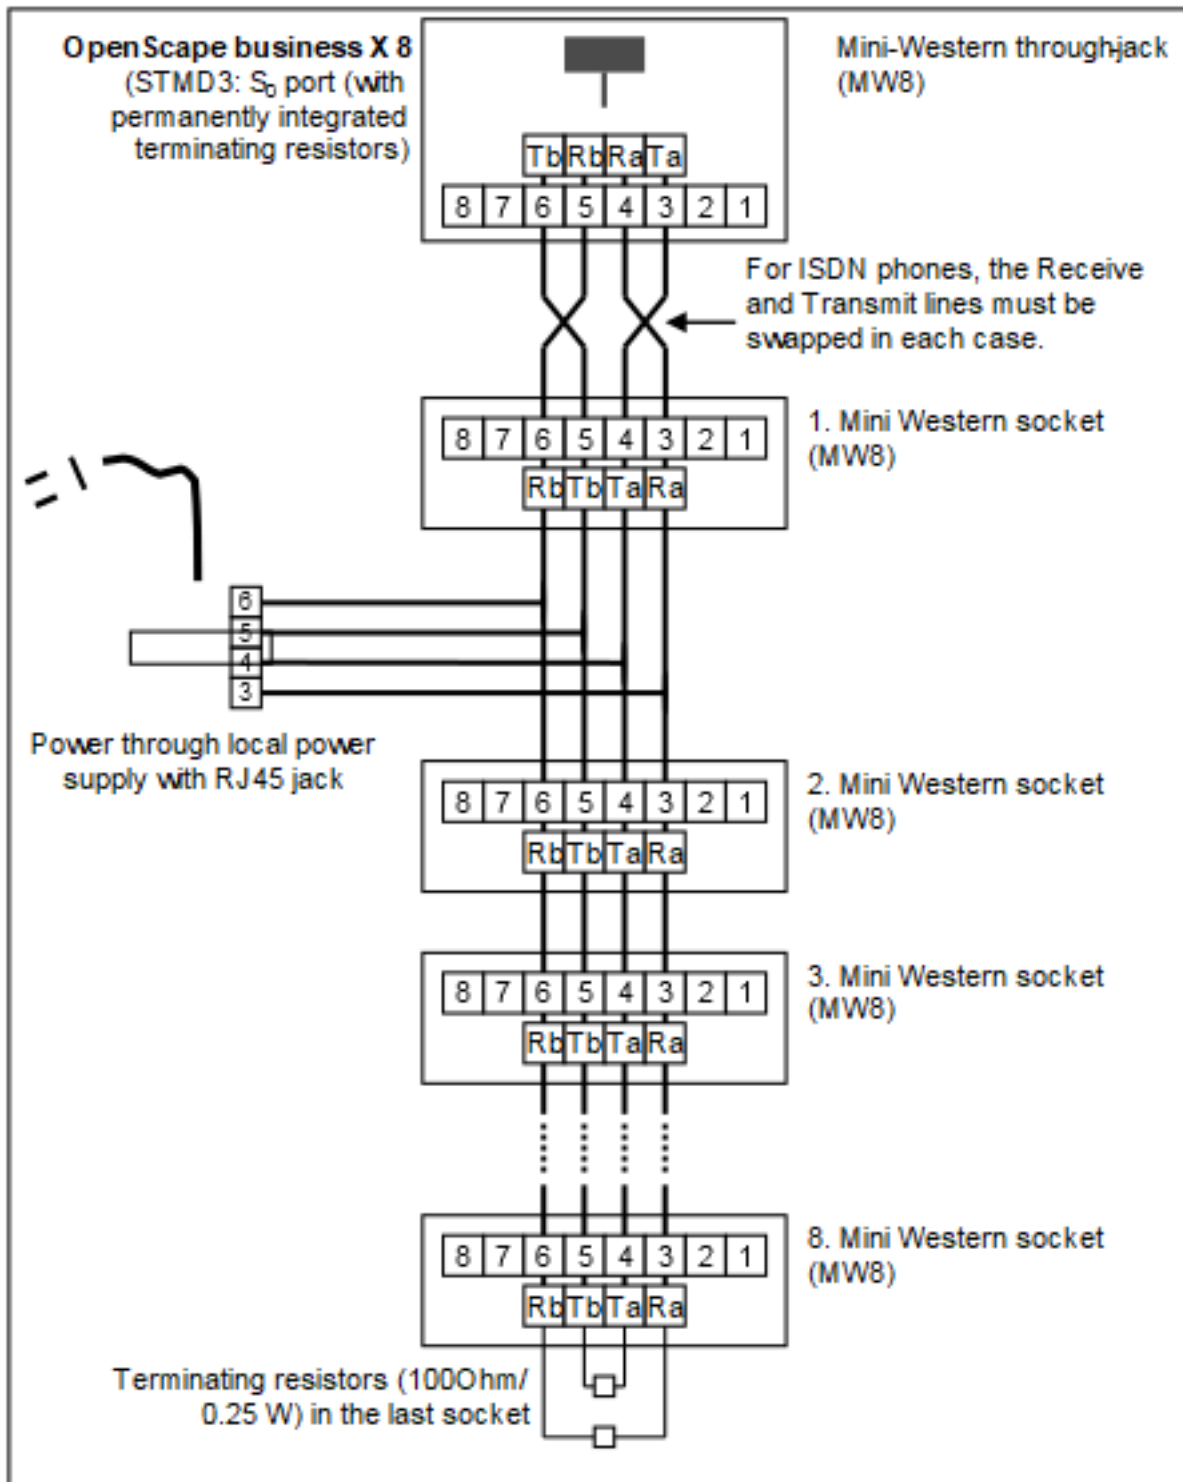 OpenScape business X 8
(STMD3: S0 port (with
permanently integrated
terminating resistors)
Mini-Western through-jack
(MW8)
Tb Rb Ra Ta
8 7 6 5 4 3 2 1
For ISDN phones, the Receive
and Transmit lines must be
swapped in each case.
8 7 6 5 4 3 2 1
Rb Tb Ta Ra
1. Mini Western socket
(MW8)
6
5
4
3
Power through local power
supply with RJ45 jack
8 7 6 5 4 3 2 1
Rb Tb Ta Ra
2. Mini Western socket
(MW8)
8 7 6 5 4 3 2 1
Rb Tb Ta Ra
3. Mini Western socket
(MW8)
8 7 6 5 4 3 2 1
Rb Tb Ta Ra
8. Mini Western socket
(MW8)
Terminating resistors (100Ohm/
0.25 W) in the last socket